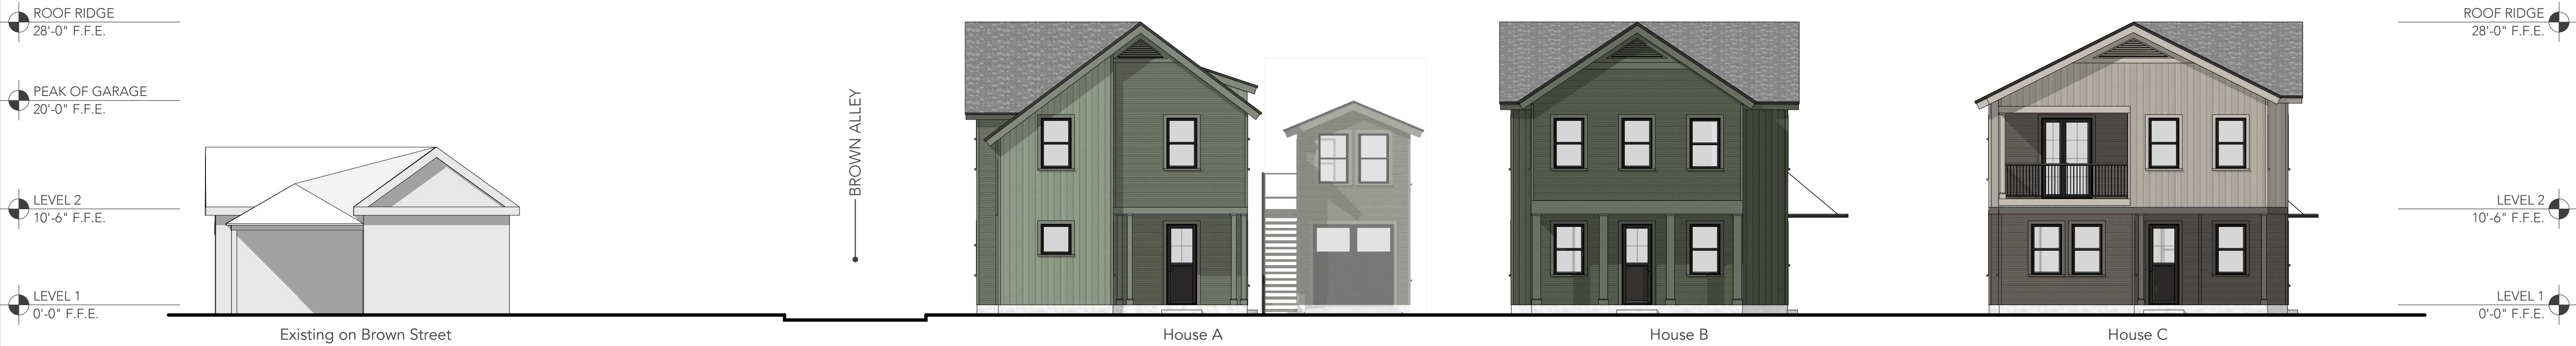 ROOF RIDGE
28'-0" F.F.E.
PEAK OF GARAGE
20'-0" F.F.E.
LEVEL 2
10'-6" F.F.E.
LEVEL 1
0'-0" F.F.E.
BROWN ALLEY
ROOF RIDGE
28'-0" F.F.E.
LEVEL 2
10'-6" F.F.E.
LEVEL 1
0'-0" F.F.E.
Existing on Brown Street
House A
House B
House C